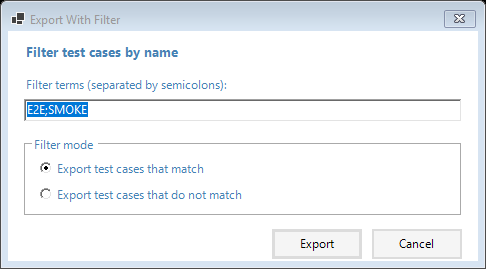 Export With Filter
Filter test cases by name
Filter terms (separated by semicolons):
E2E;SMOKE
Filter mode
Export test cases that match
Export test cases that do not match
Export
Cancel